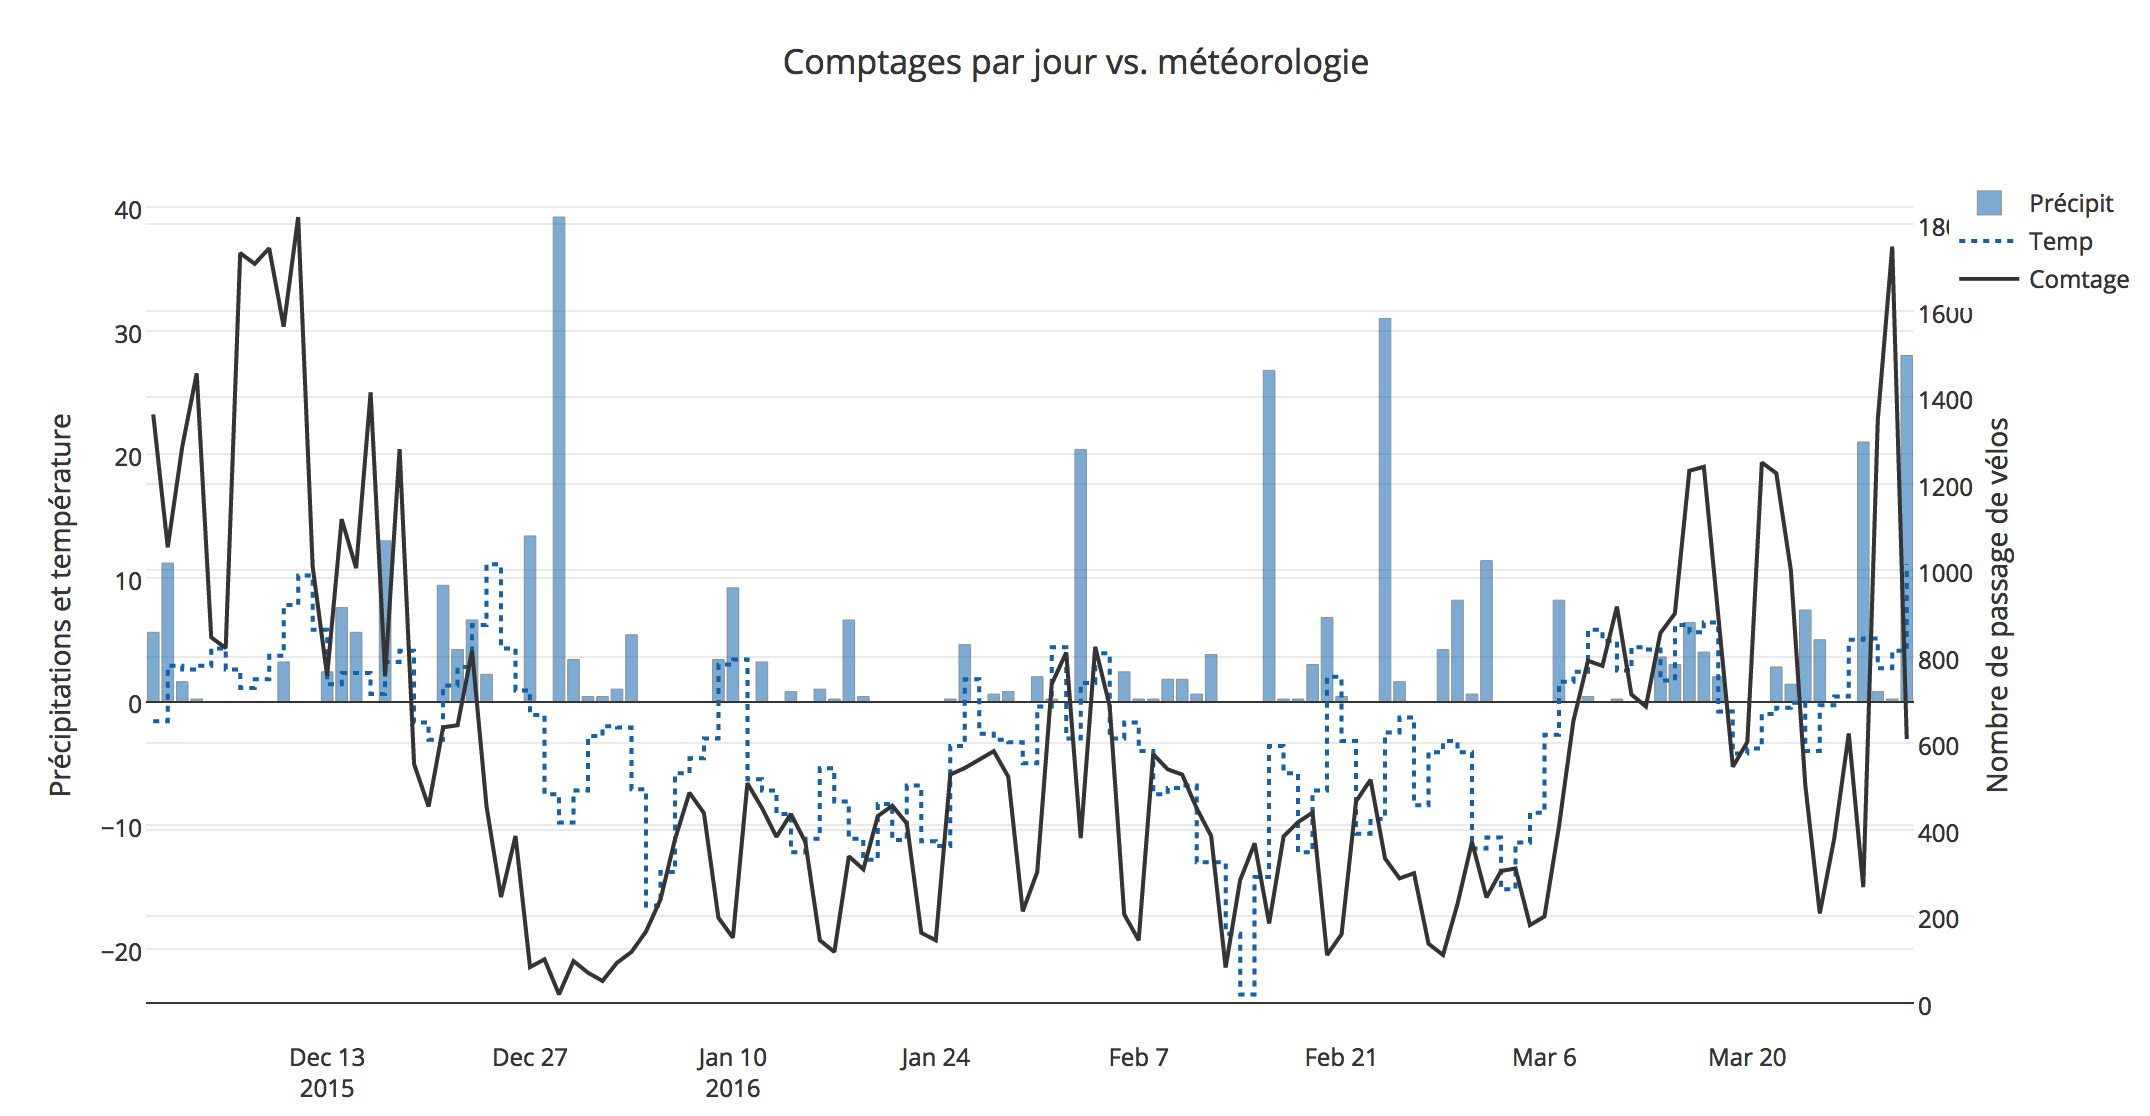 Comptages par jour vs. météorologie
Précipit
Temp
Comtage
Précipitations et température
40
30
20
10
0
−10
−20
180
1600
1400
1200
1000
800
600
400
200
0
Nombre de passage de vélos
Dec 13
2015
Dec 27
Jan 10
2016
Jan 24
Feb 7
Feb 21
Mar 6
Mar 20